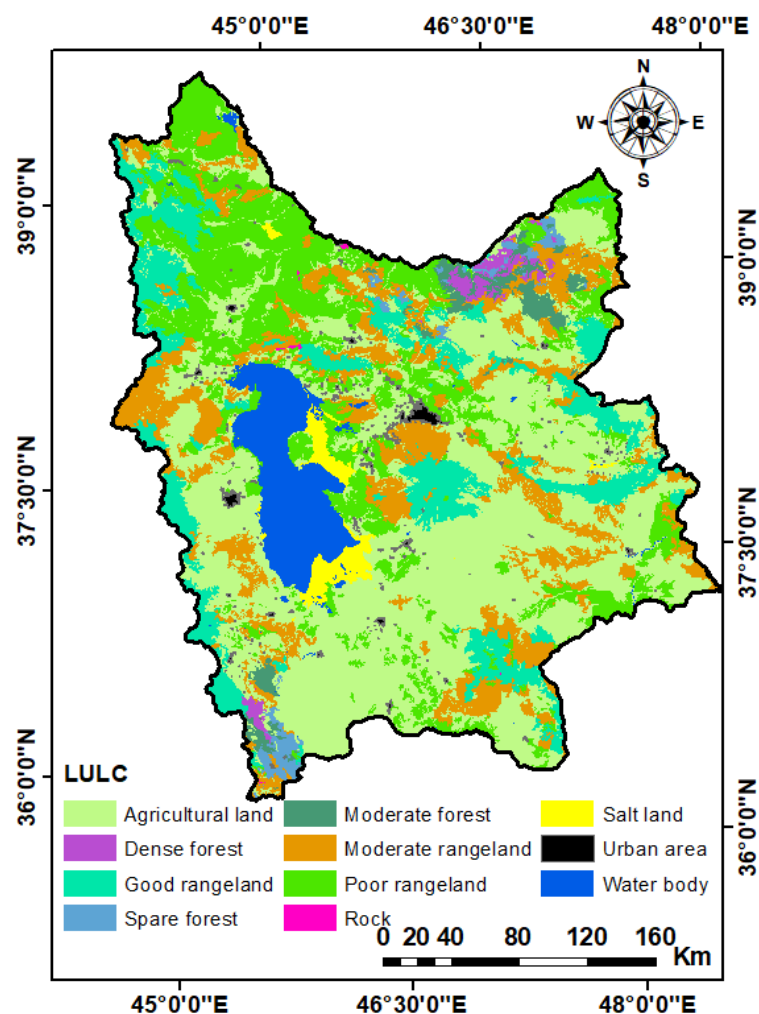 45°0'0"E 46°30'0"E 48°0'0"E
N
W E
S
39°0'0"N
39°0'0"N
37°30'0"N
37°30'0"N
36°0'0"N
36°0'0"N
LULC
Agricultural land Moderate forest Salt land
Dense forest Moderate rangeland Urban area
Good rangeland Poor rangeland Water body
Spare forest Rock
0 20 40 80 120 160
Km
45°0'0"E 46°30'0"E 48°0'0"E